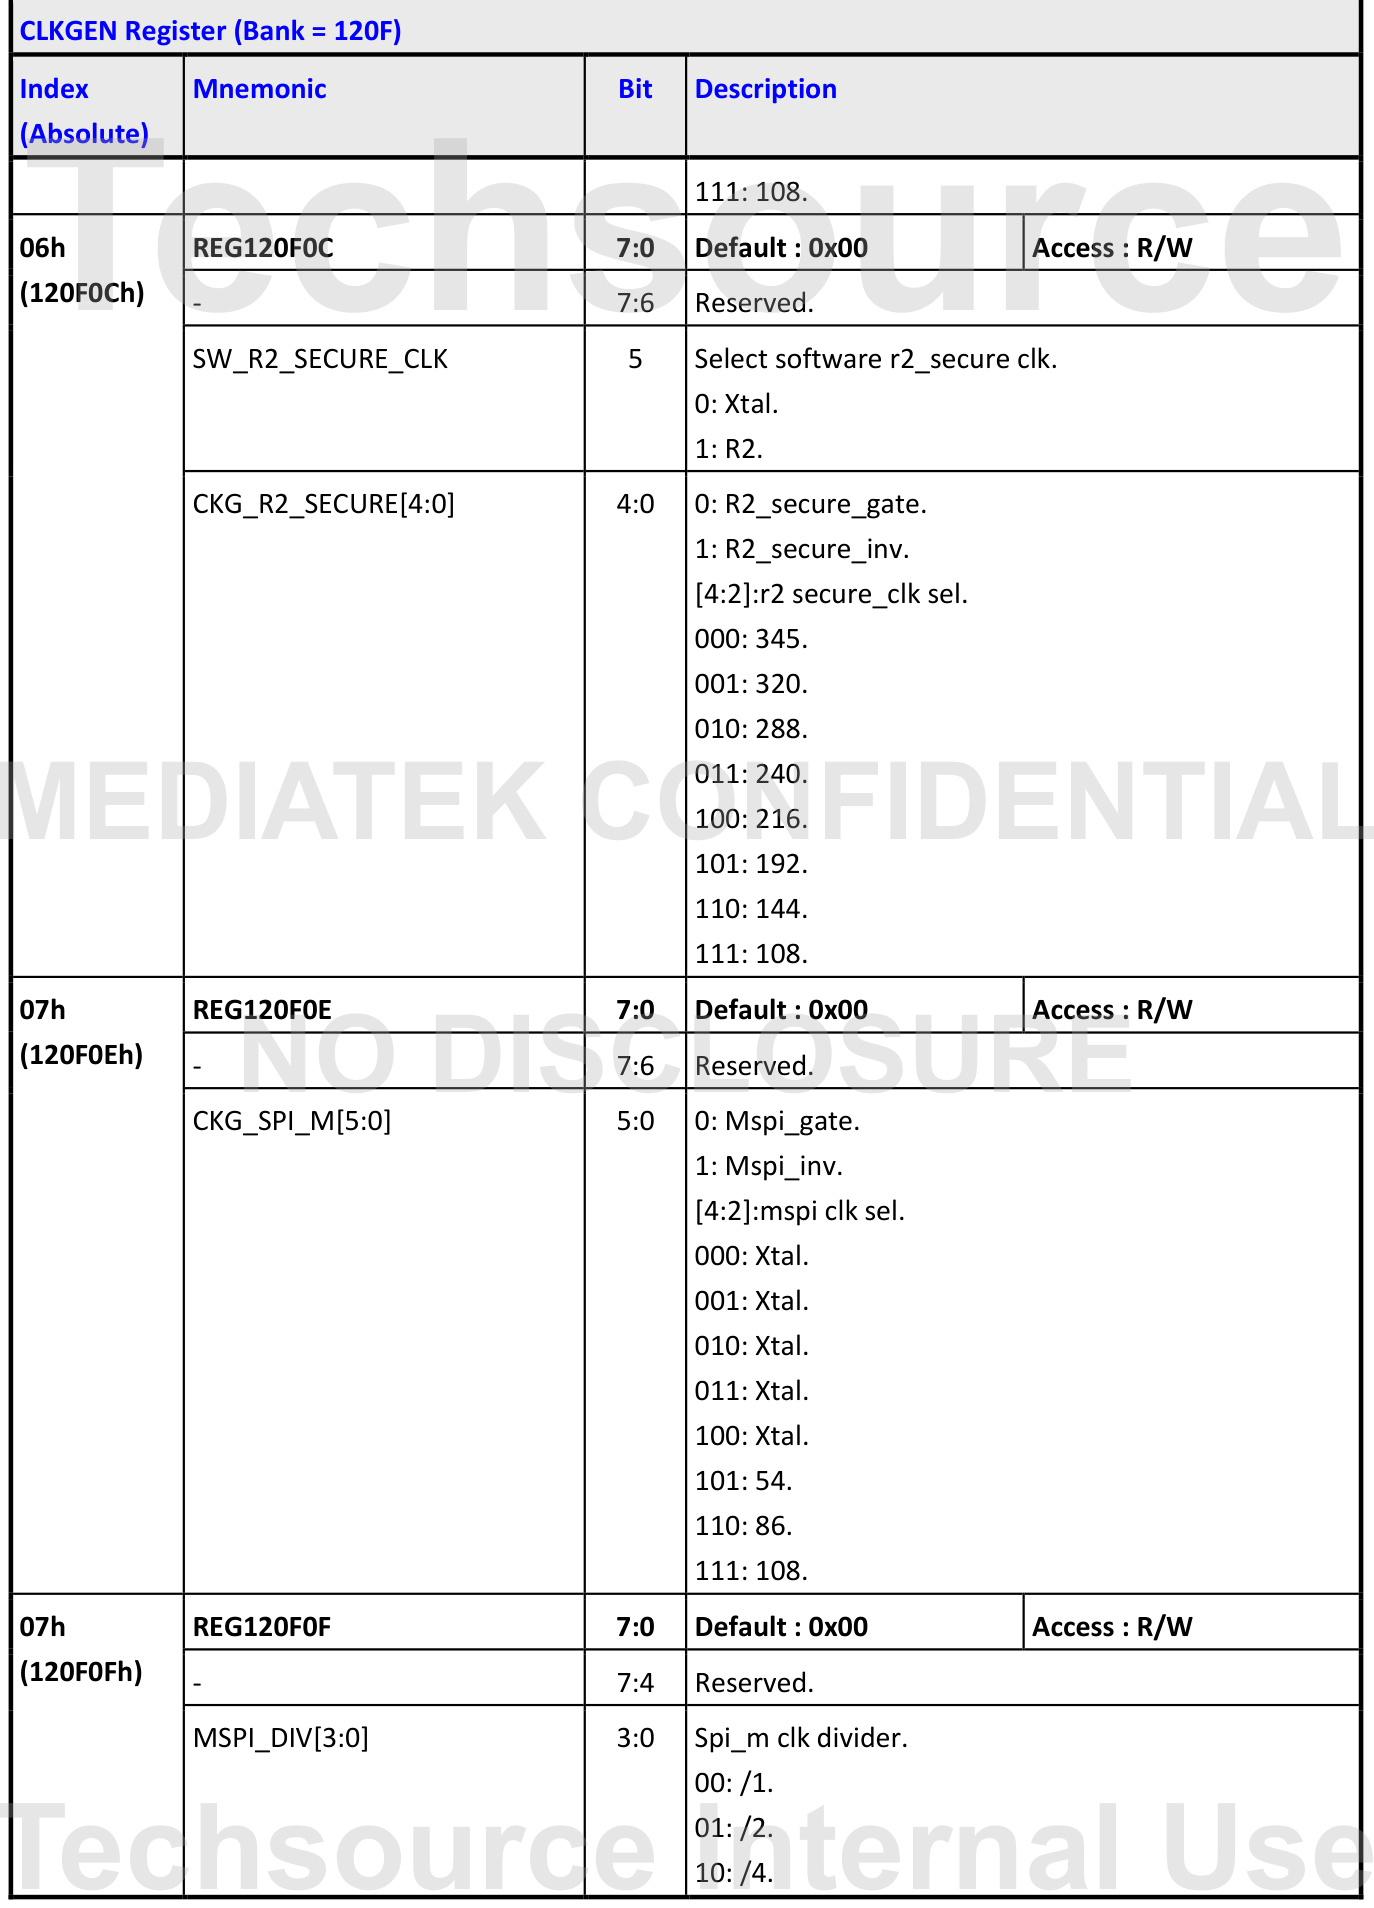 CLKGEN Register (Bank = 120F)
Index (Absolute) Mnemonic Bit Description
111: 108.
06h (120F0Ch) REG120F0C 7:0 Default : 0x00 Access : R/W
- 7:6 Reserved.
SW_R2_SECURE_CLK 5 Select software r2_secure clk.
0: Xtal.
1: R2.
CKG_R2_SECURE[4:0] 4:0 0: R2_secure_gate.
1: R2_secure_inv.
[4:2]:r2 secure_clk sel.
000: 345.
001: 320.
010: 288.
011: 240.
100: 216.
101: 192.
110: 144.
111: 108.
07h (120F0Eh) REG120F0E 7:0 Default : 0x00 Access : R/W
- 7:6 Reserved.
CKG_SPI_M[5:0] 5:0 0: Mspi_gate.
1: Mspi_inv.
[4:2]:mspi clk sel.
000: Xtal.
001: Xtal.
010: Xtal.
011: Xtal.
100: Xtal.
101: 54.
110: 86.
111: 108.
07h (120F0Fh) REG120F0F 7:0 Default : 0x00 Access : R/W
- 7:4 Reserved.
MSPI_DIV[3:0] 3:0 Spi_m clk divider.
00: /1.
01: /2.
10: /4.
Techsource
MEDIATEK CONFIDENTIAL
NO DISCLOSURE
Techsource Internal Use